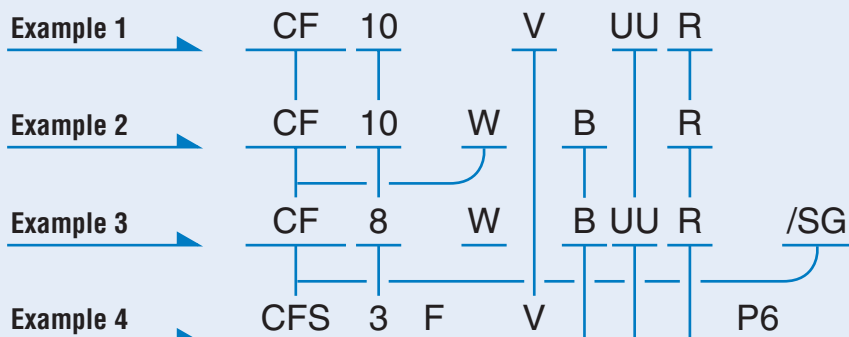 Example 1 CF 10 V UU R
Example 2 CF 10 W B R
Example 3 CF 8 W B UU R /SG
Example 4 CFS 3 F V P6